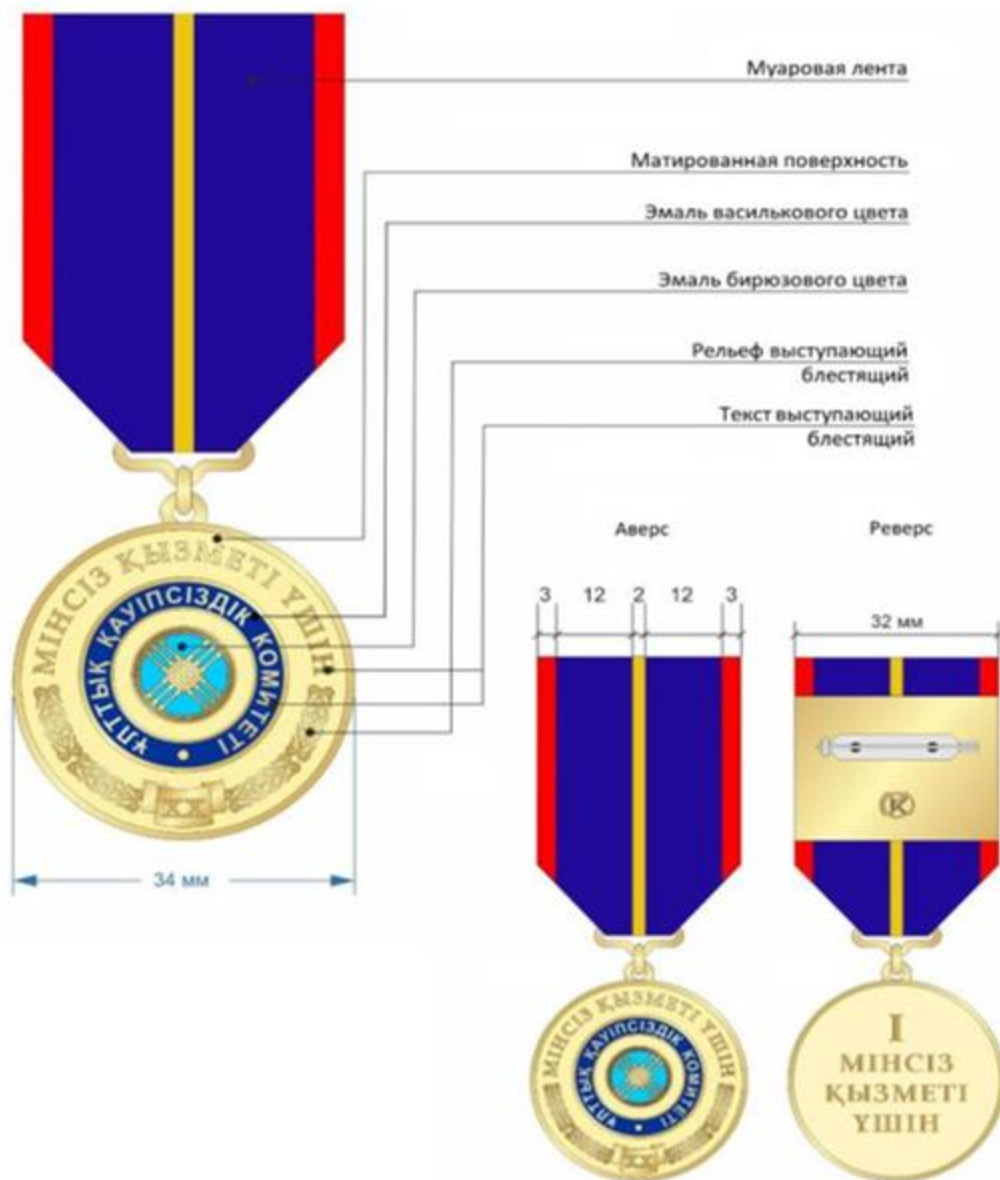 Муаровая лента
Матированная поверхность
Эмаль василькового цвета
Эмаль бирюзового цвета
Рельеф выступающий
блестящий
Текст выступающий
блестящий
МІНСІЗ ҚЫЗМЕТІ ҮШІН
ҰЛТТЫҚ ҚАУІПСІЗДІК КОМИТЕТІ
34 мм
Аверс
Реверс
3 12 2 12 3
32 мм
К
МІНСІЗ ҚЫЗМЕТІ ҮШІН
ҰЛТТЫҚ ҚАУІПСІЗДІК КОМИТЕТІ
I
МІНСІЗ
ҚЫЗМЕТІ
ҮШІН